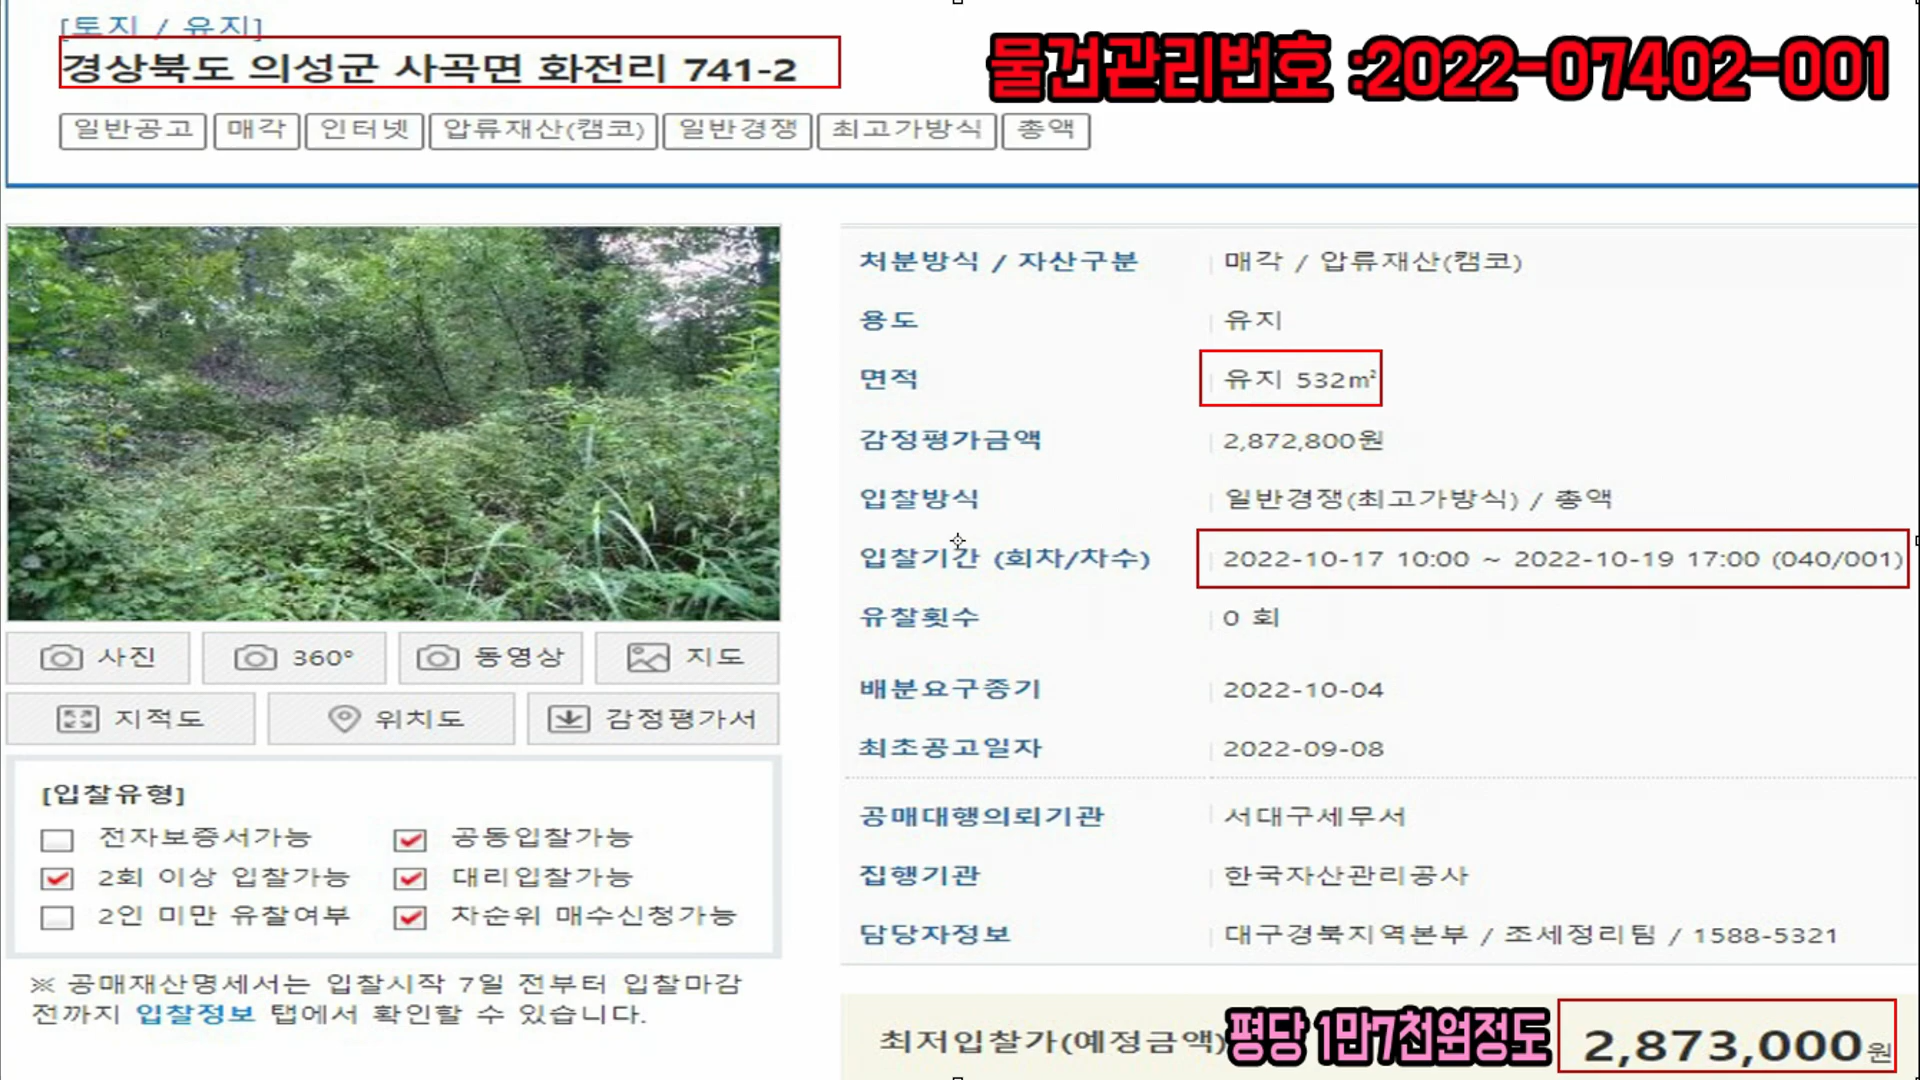 [토지 / 유지]
경상북도 의성군 사곡면 화전리 741-2
물건관리번호 :2022-07402-001
일반공고 매각 인터넷 압류재산(캠코) 일반경쟁 최고가방식 총액
처분방식 / 자산구분 매각 / 압류재산(캠코)
용도 유지
면적 유지 532㎡
감정평가금액 2,872,800원
입찰방식 일반경쟁(최고가방식) / 총액
입찰기간 (회차/차수) 2022-10-17 10:00 ~ 2022-10-19 17:00 (040/001)
유찰횟수 0 회
배분요구종기 2022-10-04
최초공고일자 2022-09-08
공매대행의뢰기관 서대구세무서
집행기관 한국자산관리공사
담당자정보 대구경북지역본부 / 조세정리팀 / 1588-5321
최저입찰가(예정금액) 평당 1만7천원정도 2,873,000원
사진 360° 동영상 지도
지적도 위치도 감정평가서
[입찰유형]
전자보증서가능 공동입찰가능
2회 이상 입찰가능 대리입찰가능
2인 미만 유찰여부 차순위 매수신청가능
※ 공매재산명세서는 입찰시작 7일 전부터 입찰마감
전까지 입찰정보 탭에서 확인할 수 있습니다.